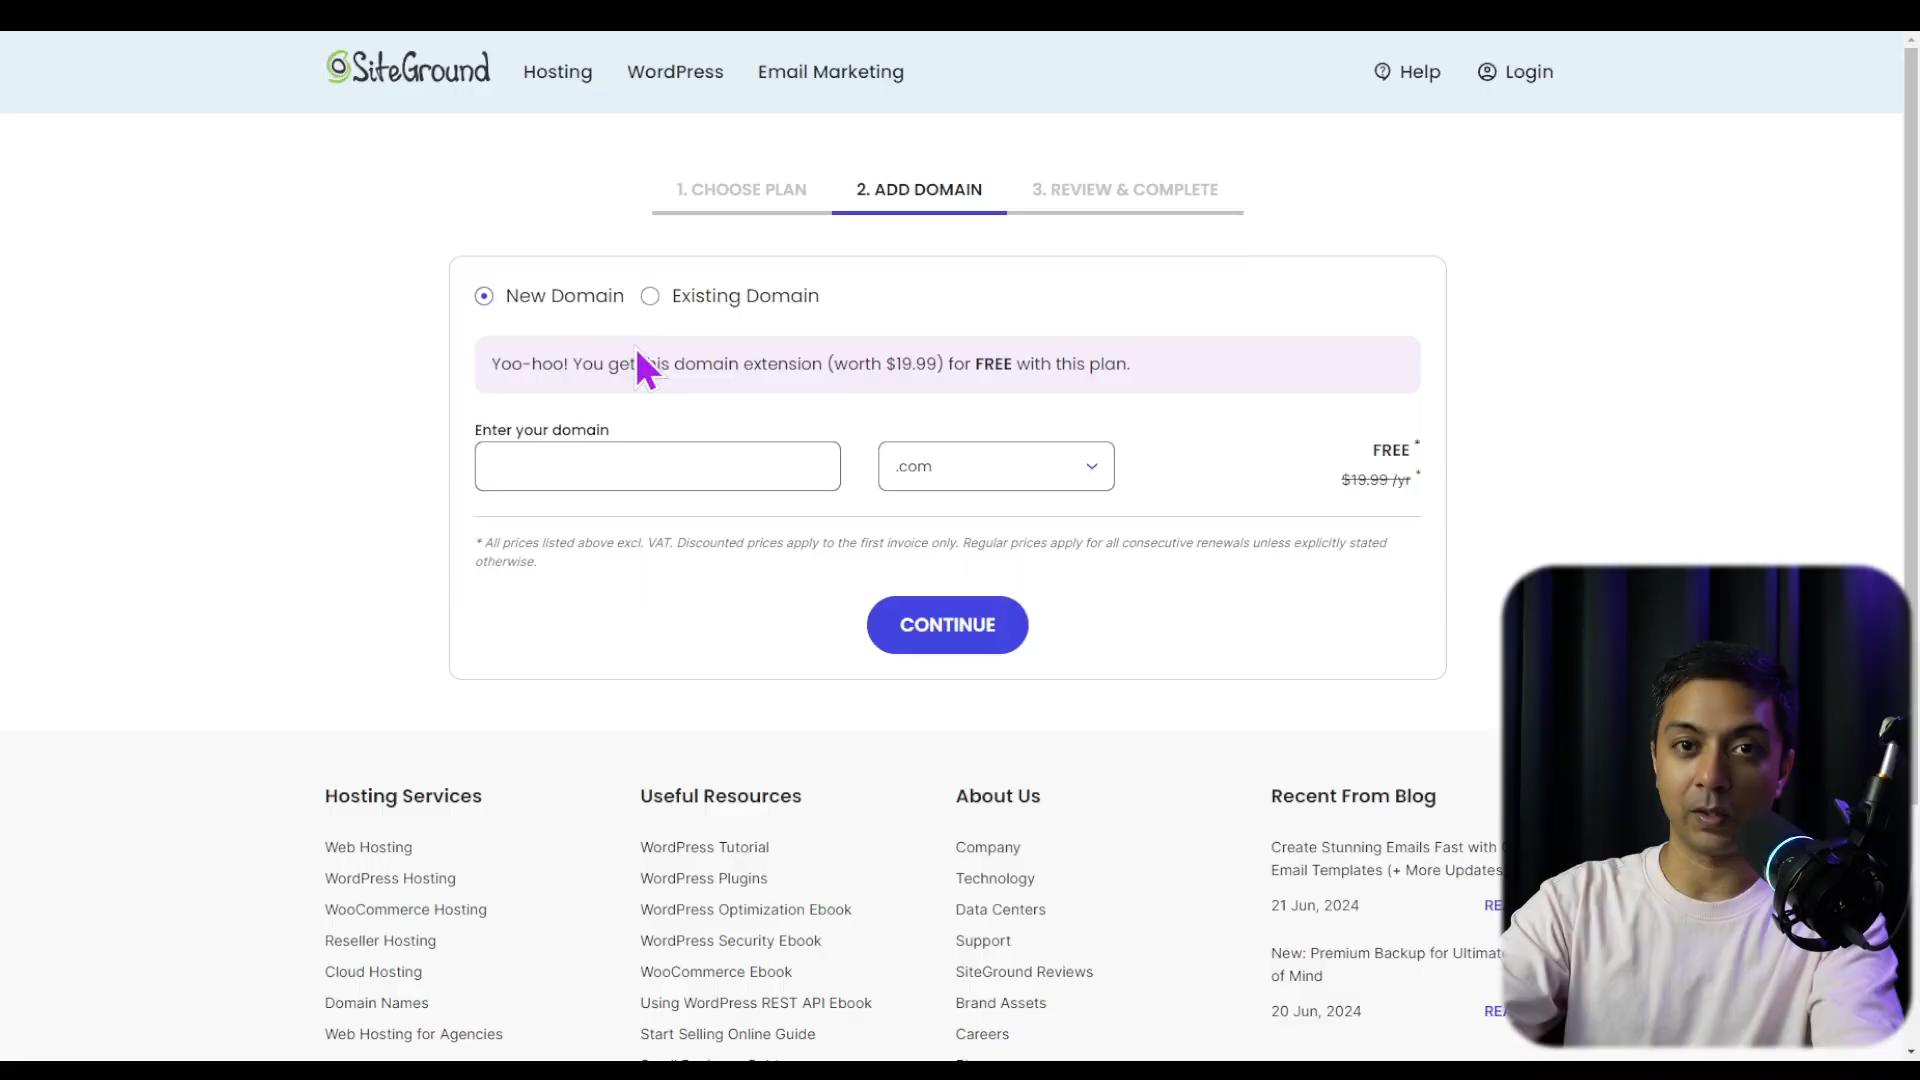 SiteGround
Hosting
WordPress
Email Marketing
Help
Login
1. CHOOSE PLAN
2. ADD DOMAIN
3. REVIEW & COMPLETE
New Domain
Existing Domain
Yoo-hoo! You get this domain extension (worth $19.99) for FREE with this plan.
Enter your domain
.com
FREE *
$19.99 /yr *
* All prices listed above excl. VAT. Discounted prices apply to the first invoice only. Regular prices apply for all consecutive renewals unless explicitly stated
otherwise.
CONTINUE
Hosting Services
Web Hosting
WordPress Hosting
WooCommerce Hosting
Reseller Hosting
Cloud Hosting
Domain Names
Web Hosting for Agencies
Useful Resources
WordPress Tutorial
WordPress Plugins
WordPress Optimization Ebook
WordPress Security Ebook
WooCommerce Ebook
Using WordPress REST API Ebook
Start Selling Online Guide
About Us
Company
Technology
Data Centers
Support
SiteGround Reviews
Brand Assets
Careers
Recent From Blog
Create Stunning Emails Fast with
Email Templates (+ More Updates
21 Jun, 2024
New: Premium Backup for Ultimate
of Mind
20 Jun, 2024